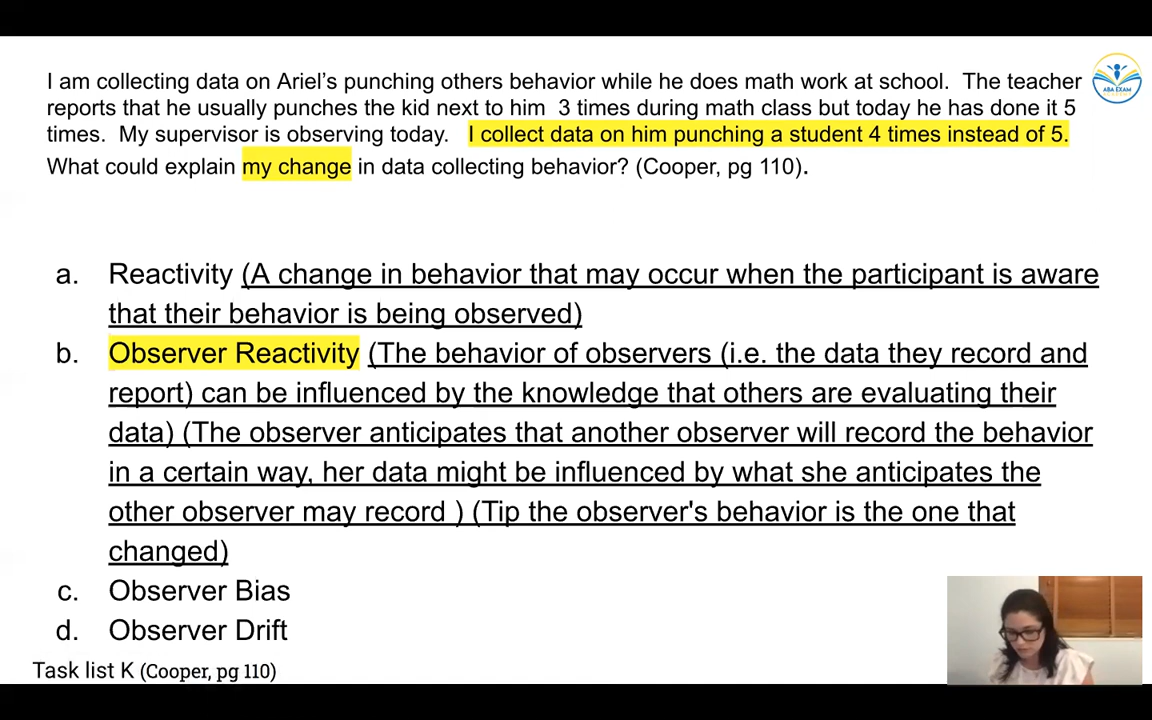 I am collecting data on Ariel’s punching others behavior while he does math work at school. The teacher
reports that he usually punches the kid next to him 3 times during math class but today he has done it 5
times. My supervisor is observing today. I collect data on him punching a student 4 times instead of 5.
What could explain my change in data collecting behavior? (Cooper, pg 110).
ABA EXAM
a. Reactivity (A change in behavior that may occur when the participant is aware
that their behavior is being observed)
b. Observer Reactivity (The behavior of observers (i.e. the data they record and
report) can be influenced by the knowledge that others are evaluating their
data) (The observer anticipates that another observer will record the behavior
in a certain way, her data might be influenced by what she anticipates the
other observer may record ) (Tip the observer's behavior is the one that
changed)
c. Observer Bias
d. Observer Drift
Task list K (Cooper, pg 110)